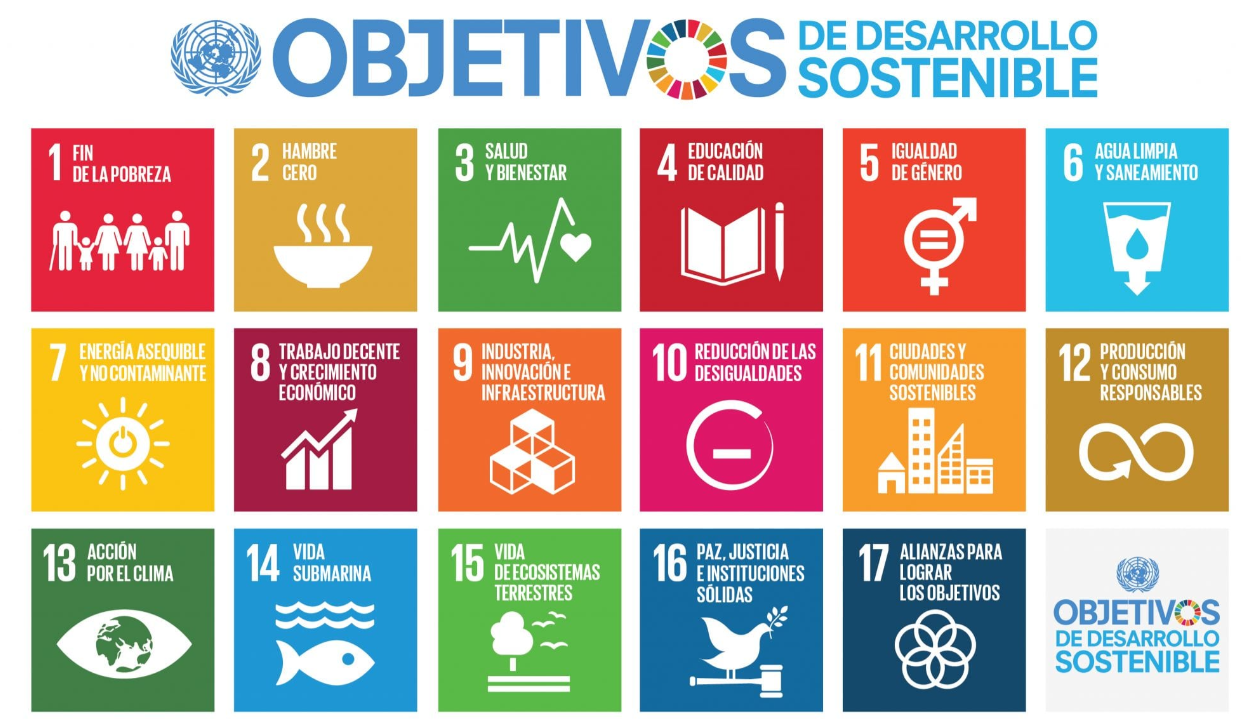 OBJETIVOS
DE DESARROLLO
SOSTENIBLE
1 FIN
DE LA POBREZA
2 HAMBRE
CERO
3 SALUD
Y BIENESTAR
4 EDUCACIÓN
DE CALIDAD
5 IGUALDAD
DE GÉNERO
6 AGUA LIMPIA
Y SANEAMIENTO
7 ENERGÍA ASEQUIBLE
Y NO CONTAMINANTE
8 TRABAJO DECENTE
Y CRECIMIENTO
ECONÓMICO
9 INDUSTRIA,
INNOVACIÓN E
INFRAESTRUCTURA
10 REDUCCIÓN DE LAS
DESIGUALDADES
11 CIUDADES Y
COMUNIDADES
SOSTENIBLES
12 PRODUCCIÓN
Y CONSUMO
RESPONSABLES
13 ACCIÓN
POR EL CLIMA
14 VIDA
SUBMARINA
15 VIDA
DE ECOSISTEMAS
TERRESTRES
16 PAZ, JUSTICIA
E INSTITUCIONES
SÓLIDAS
17 ALIANZAS PARA
LOGRAR
LOS OBJETIVOS
OBJETIVOS
DE DESARROLLO
SOSTENIBLE